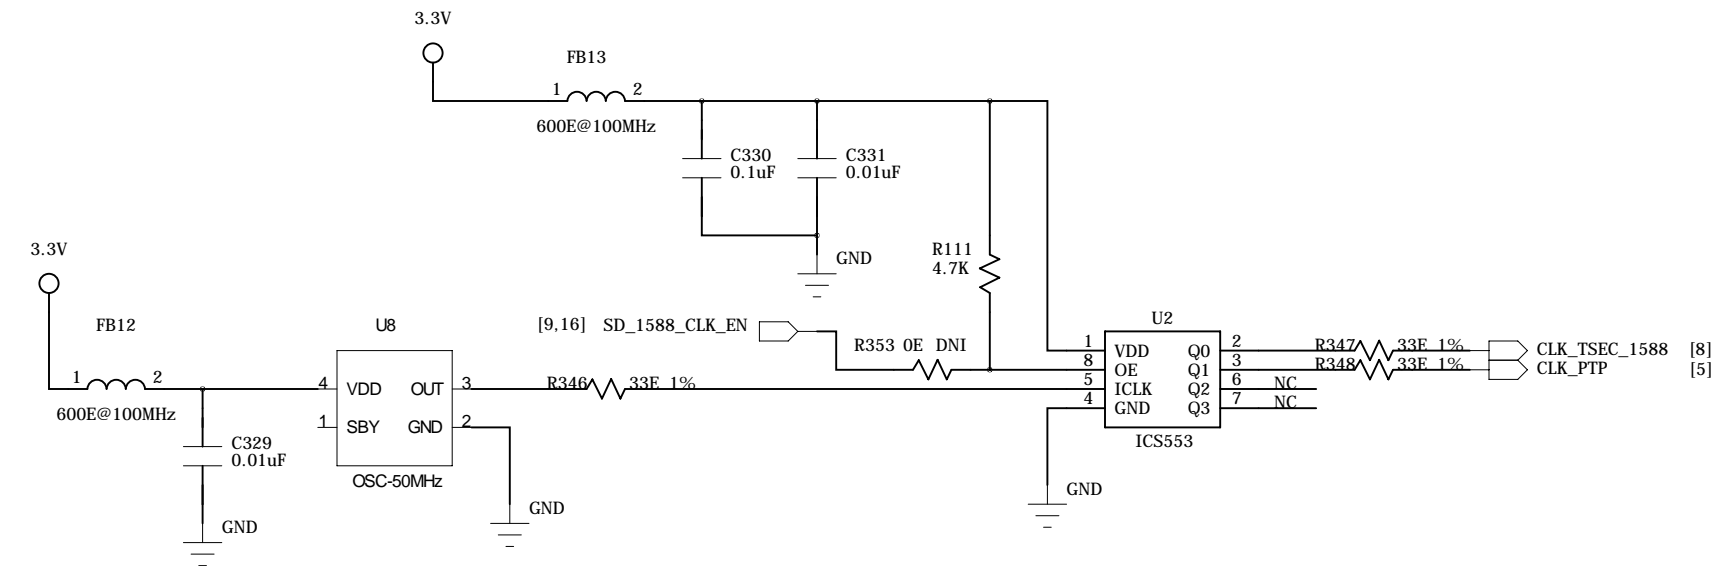 3.3V
FB13
1 2
600E@100MHz
C330
0.1uF
C331
0.01uF
GND
R111
4.7K
3.3V
FB12
1 2
600E@100MHz
C329
0.01uF
GND
U8
4 VDD OUT 3
1 SBY GND 2
OSC-50MHz
GND
R346 33E 1%
[9,16] SD_1588_CLK_EN
R353 0E DNI
U2
1 VDD Q0 2
8 OE Q1 3
5 ICLK Q2 6
4 GND Q3 7
ICS553
GND
R347 33E 1% CLK_TSEC_1588 [8]
R348 33E 1% CLK_PTP [5]
NC
NC